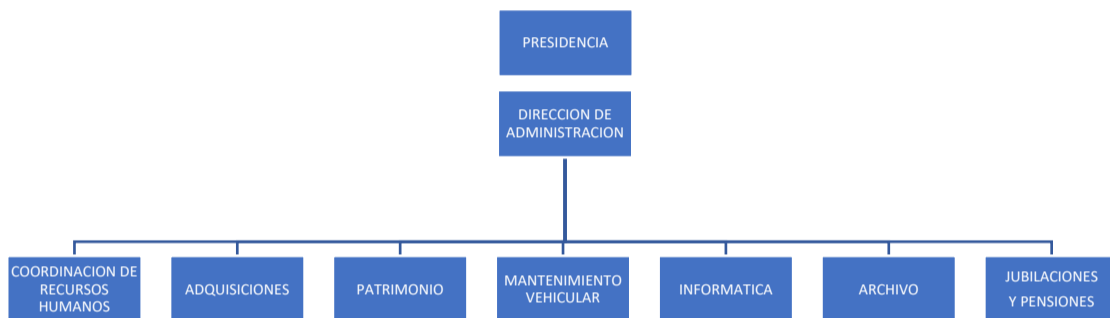 PRESIDENCIA
DIRECCION DE
ADMINISTRACION
COORDINACION DE
RECURSOS
HUMANOS
ADQUISICIONES
PATRIMONIO
MANTENIMIENTO
VEHICULAR
INFORMATICA
ARCHIVO
JUBILACIONES
Y PENSIONES